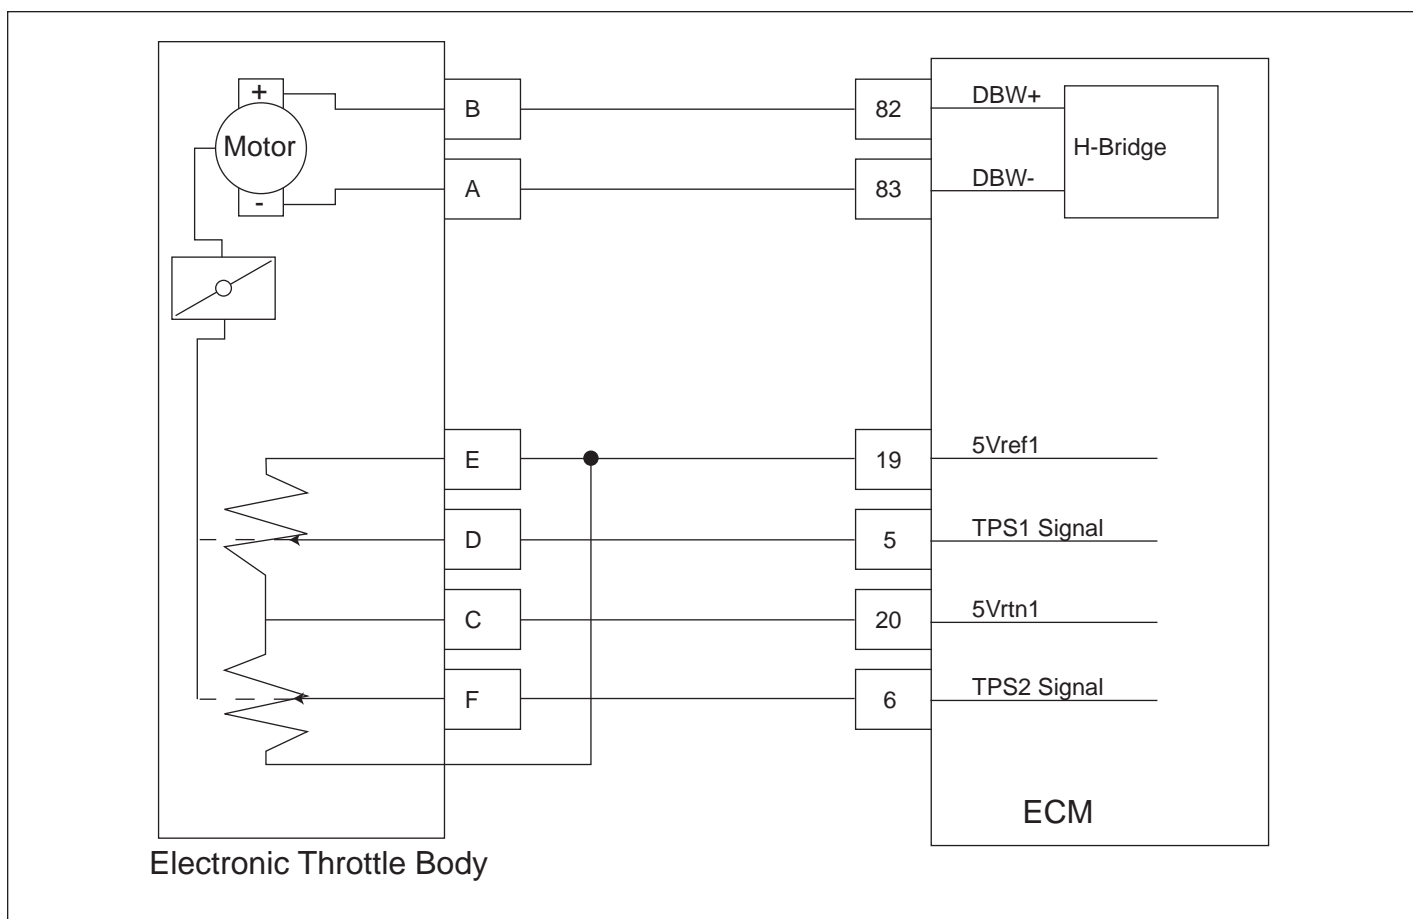 +
Motor
-
B
A
E
D
C
F
82
83
19
5
20
6
DBW+
DBW-
H-Bridge
5Vref1
TPS1 Signal
5Vrtn1
TPS2 Signal
ECM
Electronic Throttle Body